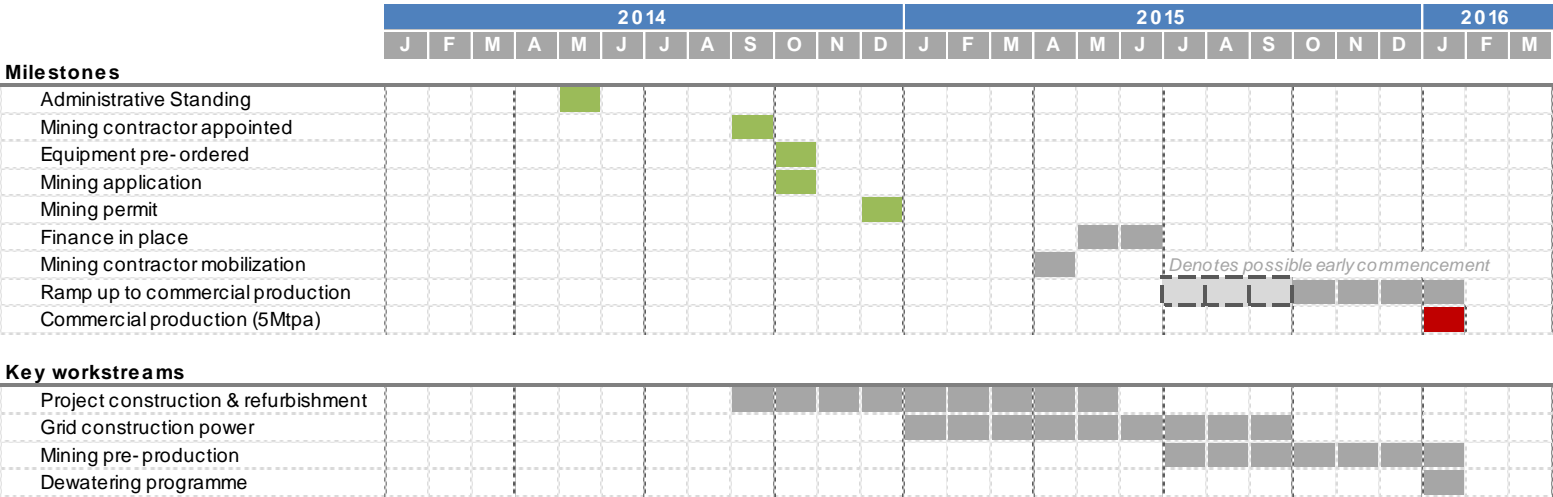 2014 2015 2016
J F M A M J J A S O N D J F M A M J J A S O N D J F M
Milestones
Administrative Standing
Mining contractor appointed
Equipment pre-ordered
Mining application
Mining permit
Finance in place
Mining contractor mobilization
Denotes possible early commencement
Ramp up to commercial production
Commercial production (5Mtpa)
Key workstreams
Project construction & refurbishment
Grid construction power
Mining pre-production
Dewatering programme